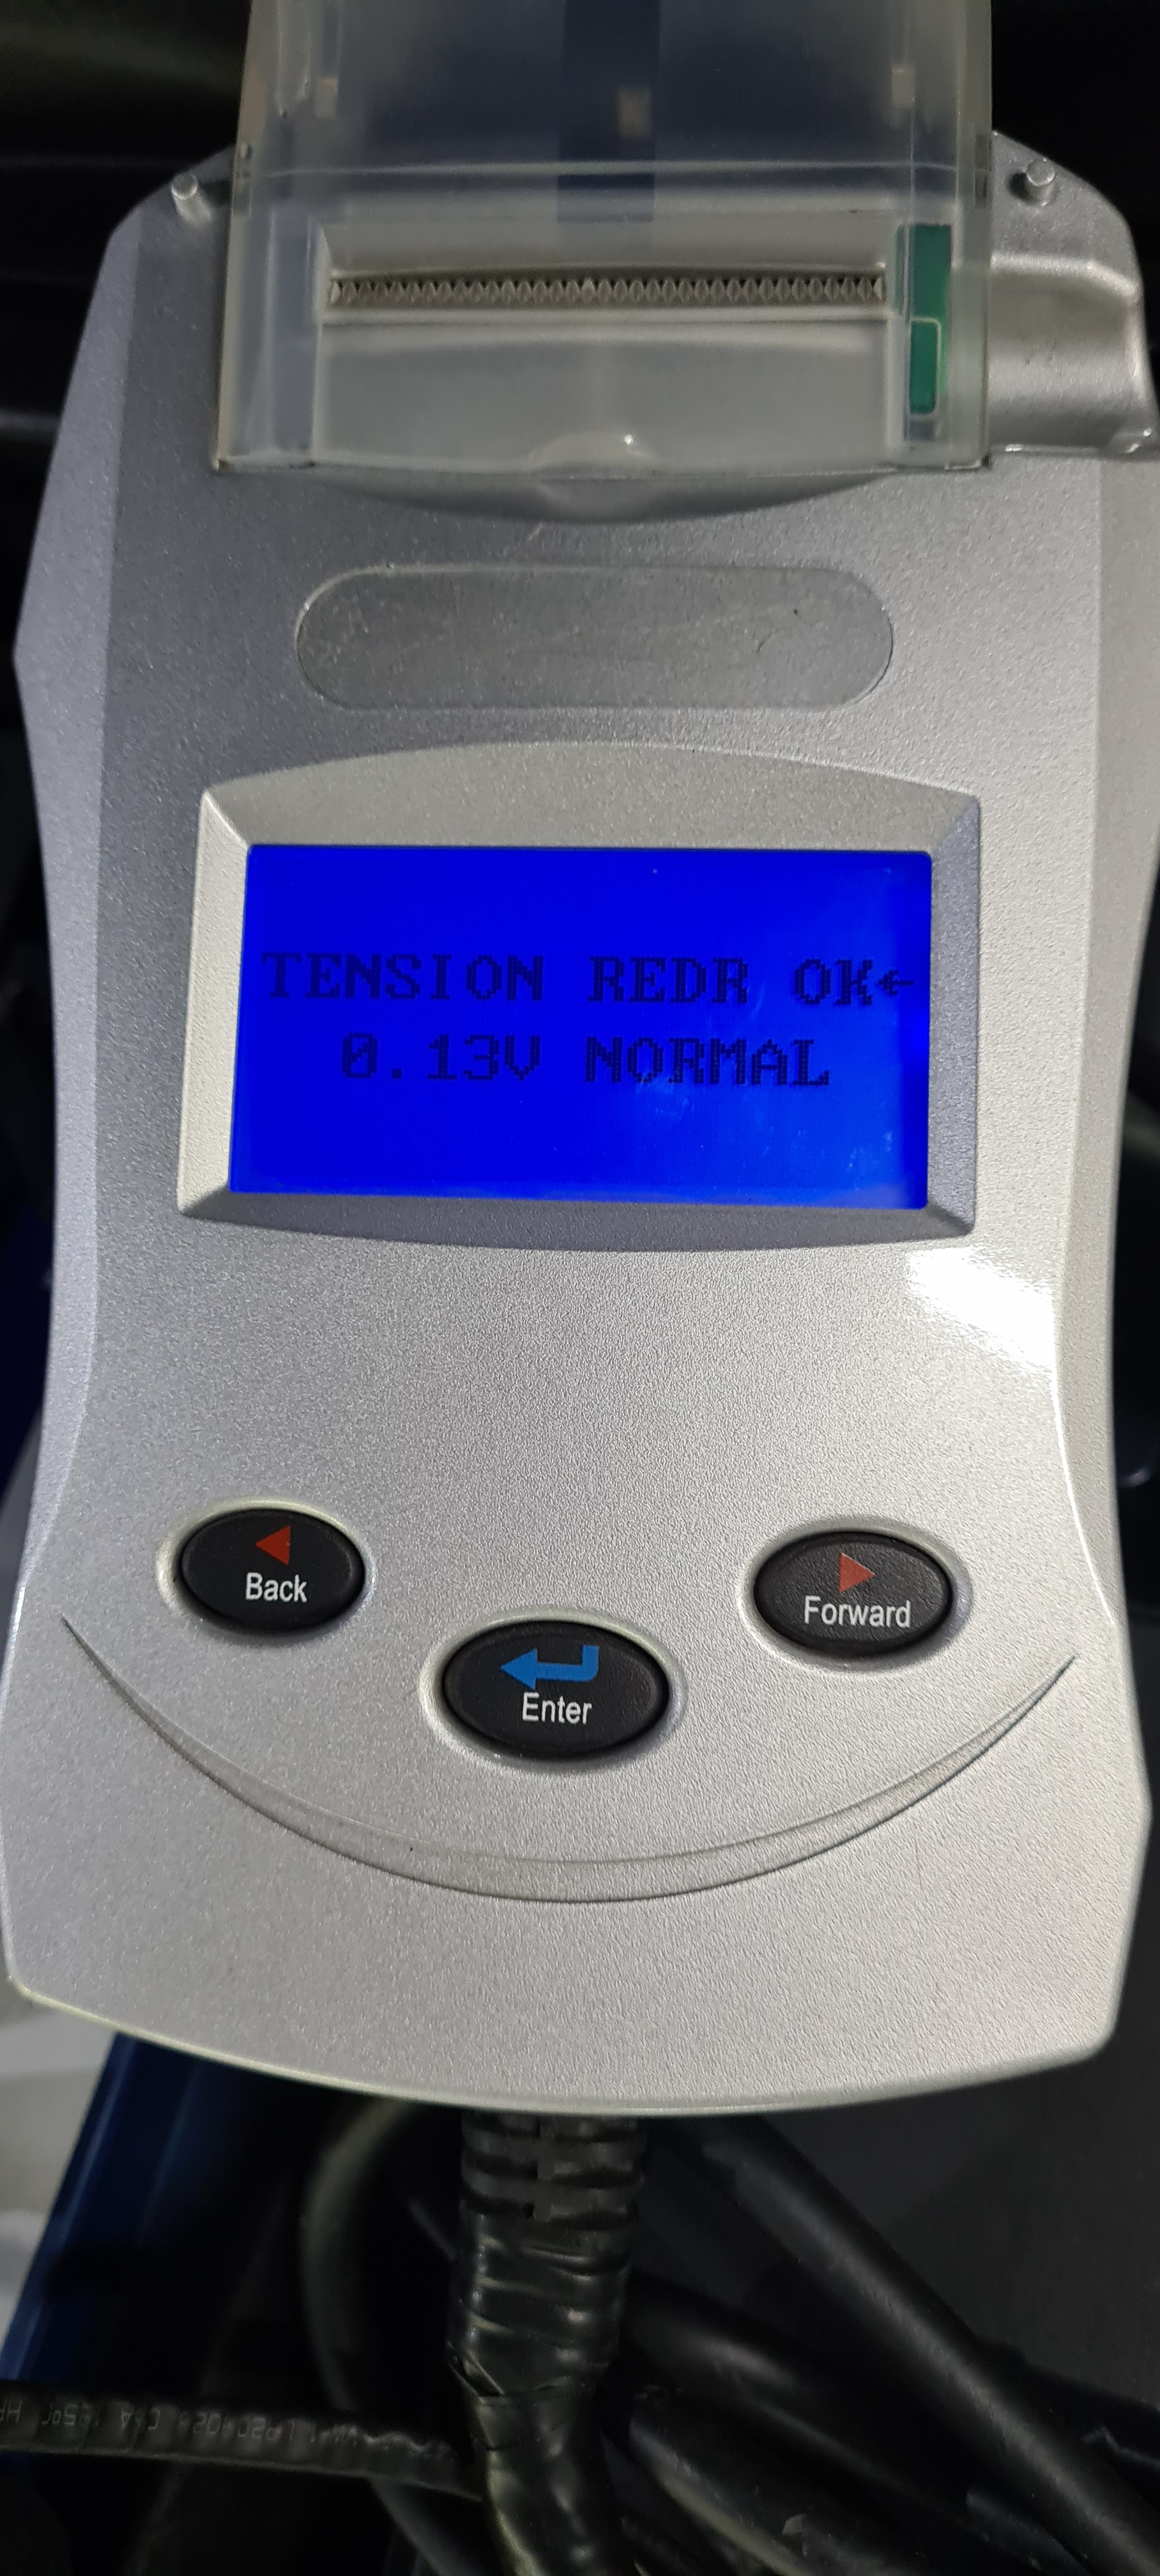 TENSION REDR OK←
0.13V NORMAL
Back
Forward
Enter